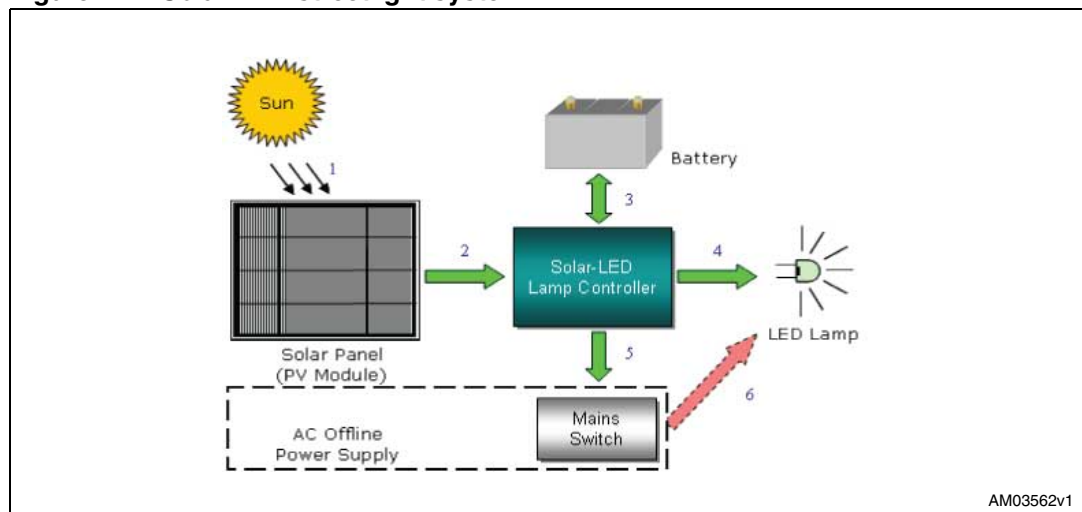 Sun
1
Battery
3
2
Solar-LED
Lamp Controller
4
LED Lamp
Solar Panel
(PV Module)
5
6
Mains
Switch
AC Offline
Power Supply
AM03562v1